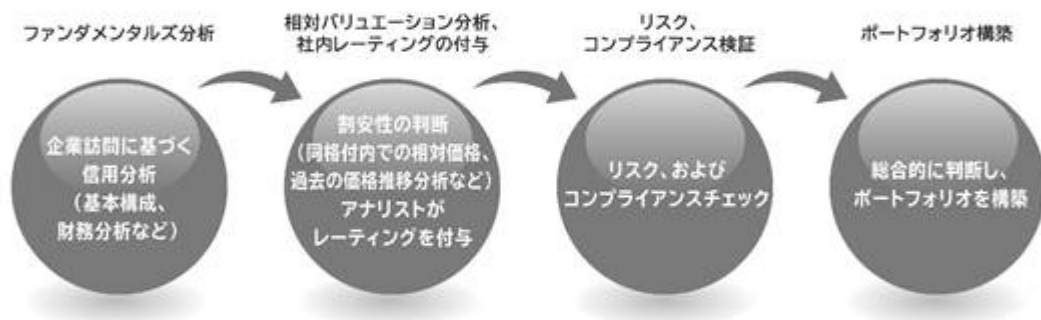 ファンダメンタルズ分析
相対バリュエーション分析、
社内レーティングの付与
リスク、
コンプライアンス検証
ポートフォリオ構築
企業訪問に基づく
信用分析
（基本構成、
財務分析など）
割安性の判断
（同格付内での相対価格、
過去の価格推移分析など）
アナリストが
レーティングを付与
リスク、および
コンプライアンスチェック
総合的に判断し、
ポートフォリオを構築